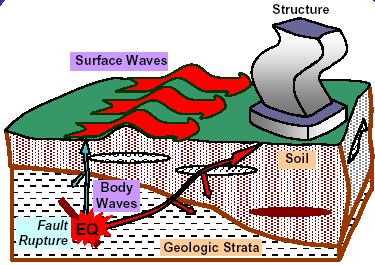 Structure
Surface Waves
Soil
Body
Waves
Fault
Rupture
EQ
Geologic Strata